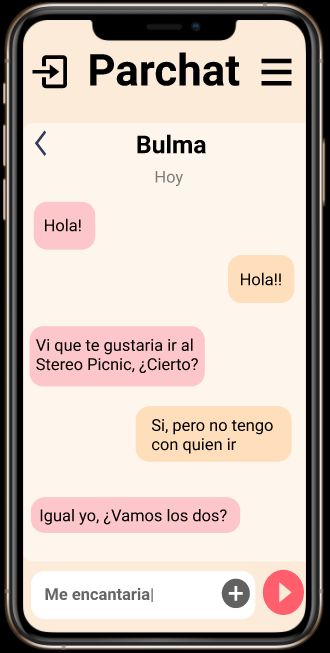 Parchat
Bulma
Hoy
Hola!
Hola!!
Vi que te gustaria ir al
Stereo Picnic, ¿Cierto?
Si, pero no tengo
con quien ir
Igual yo, ¿Vamos los dos?
Me encantaria